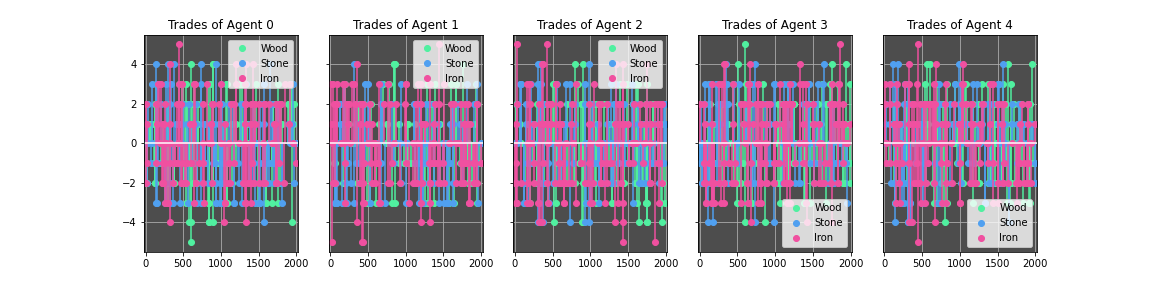 Trades of Agent 0
Trades of Agent 1
Trades of Agent 2
Trades of Agent 3
Trades of Agent 4
Wood
Stone
Iron
Wood
Stone
Iron
Wood
Stone
Iron
Wood
Stone
Iron
Wood
Stone
Iron
4
2
0
−2
−4
0 500 1000 1500 2000
0 500 1000 1500 2000
0 500 1000 1500 2000
0 500 1000 1500 2000
0 500 1000 1500 2000